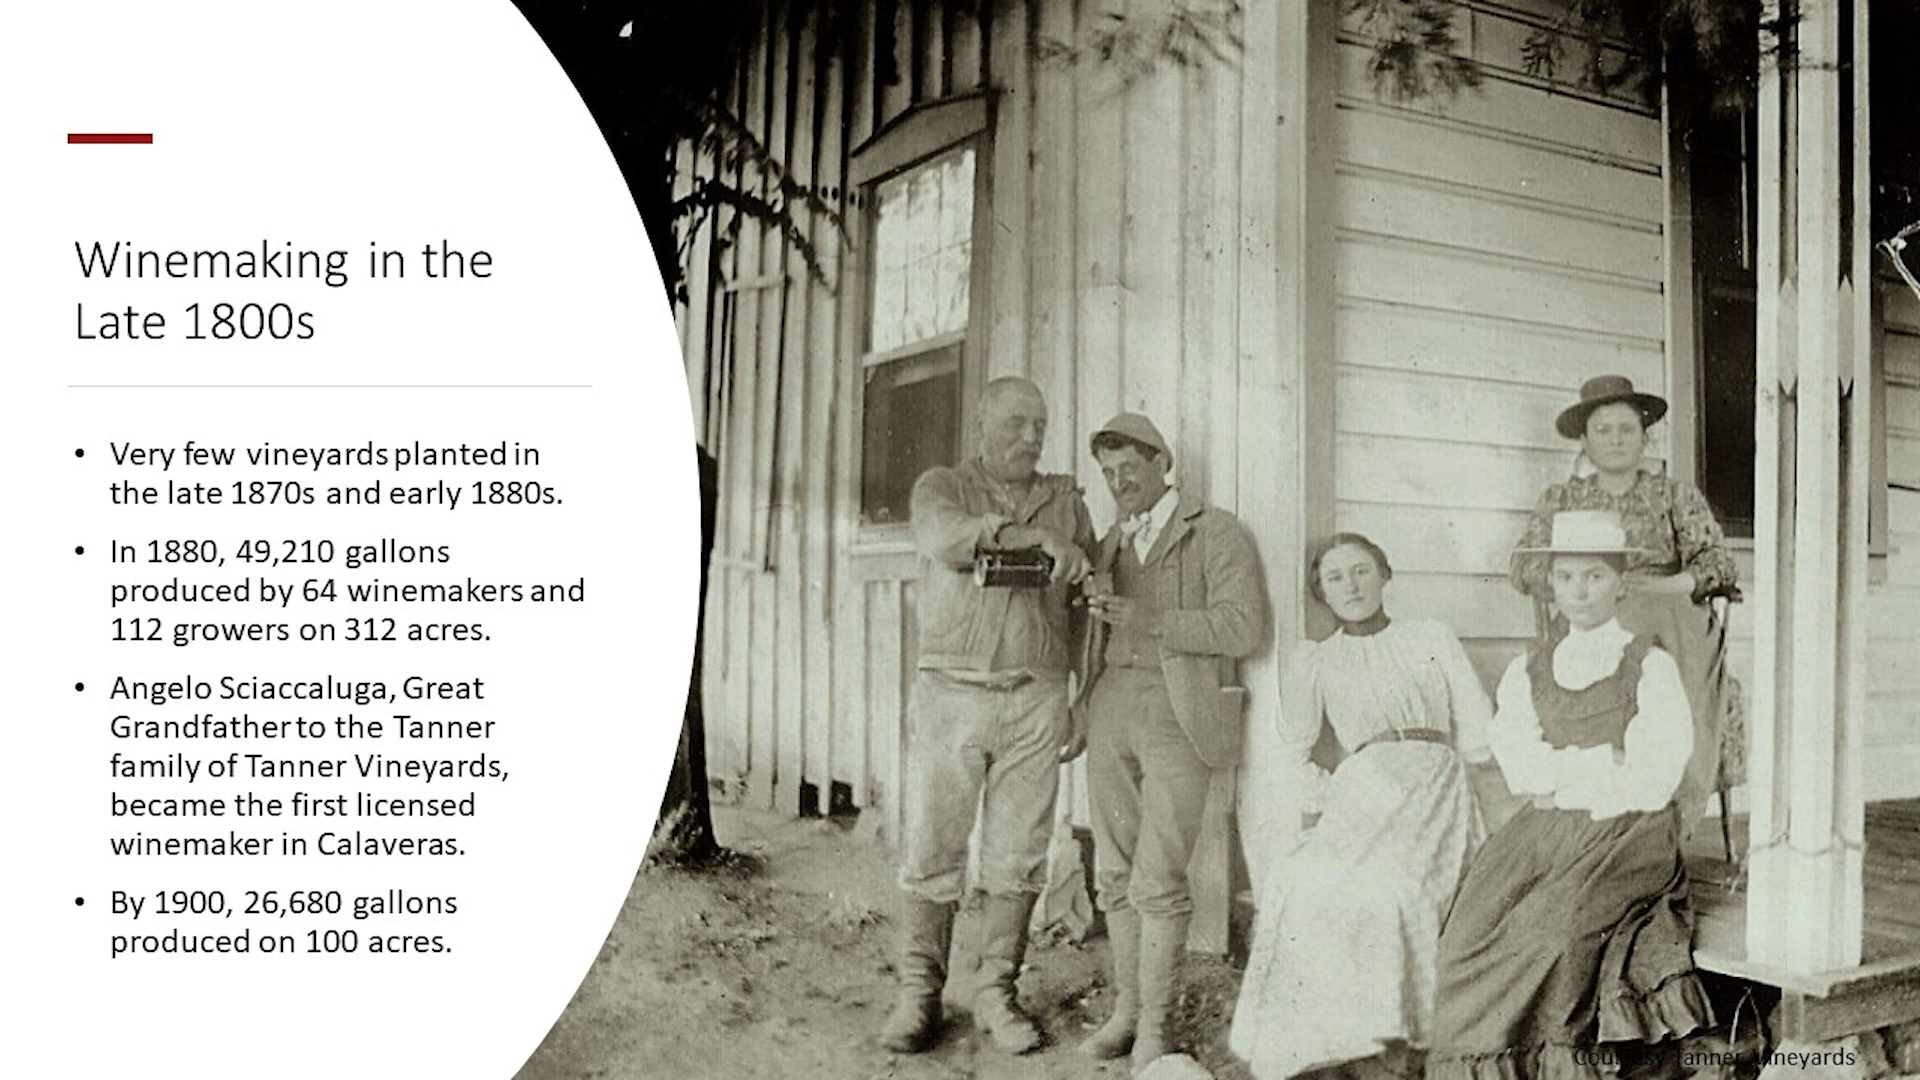 Winemaking in the
Late 1800s
• Very few vineyards planted in
the late 1870s and early 1880s.
• In 1880, 49,210 gallons
produced by 64 winemakers and
112 growers on 312 acres.
• Angelo Sciaccaluga, Great
Grandfather to the Tanner
family of Tanner Vineyards,
became the first licensed
winemaker in Calaveras.
• By 1900, 26,680 gallons
produced on 100 acres.
Courtesy Tanner Vineyards